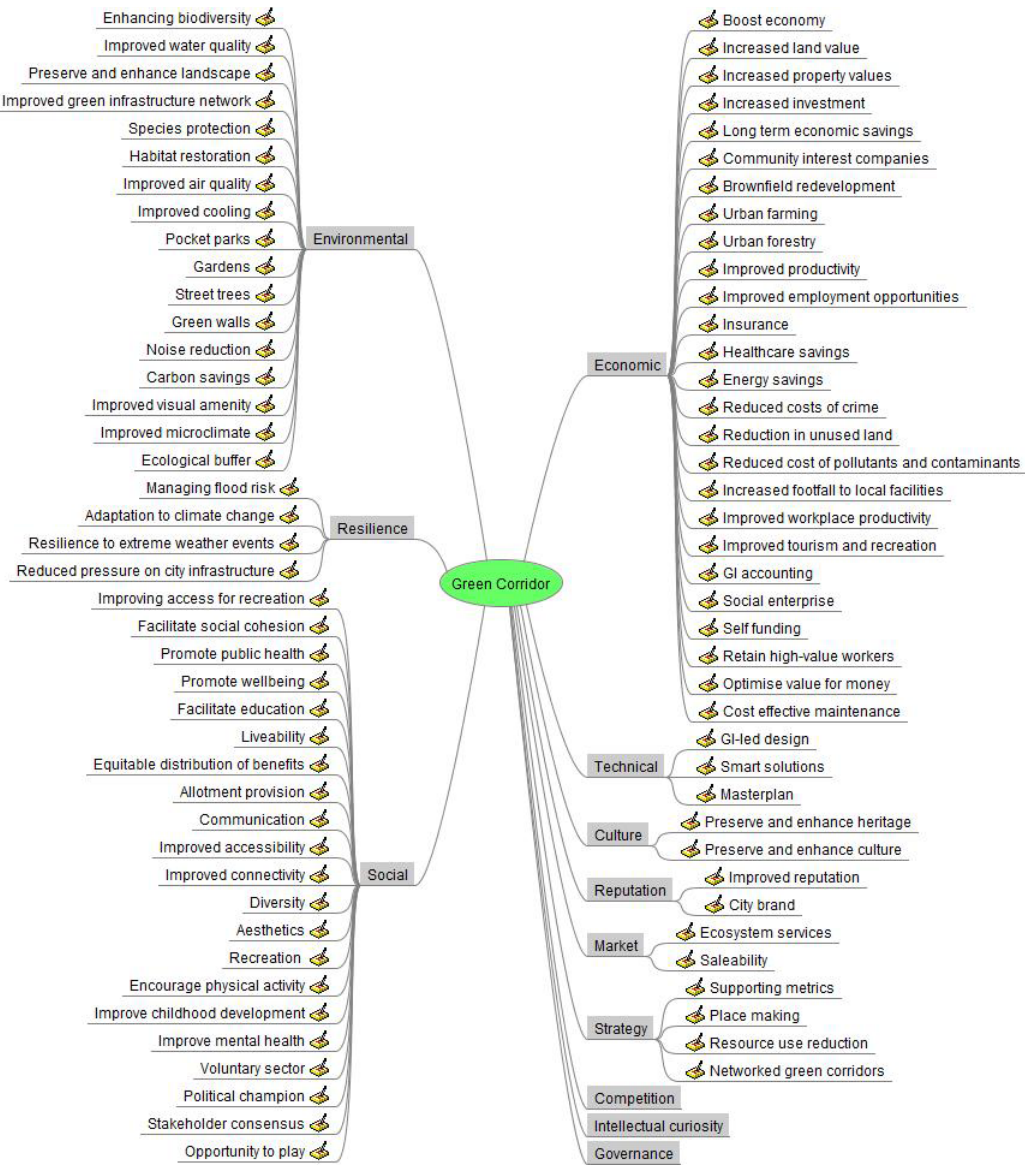 Enhancing biodiversity
Improved water quality
Preserve and enhance landscape
Improved green infrastructure network
Species protection
Habitat restoration
Improved air quality
Improved cooling
Pocket parks
Gardens
Street trees
Green walls
Noise reduction
Carbon savings
Improved visual amenity
Improved microclimate
Ecological buffer
Environmental
Managing flood risk
Adaptation to climate change
Resilience to extreme weather events
Reduced pressure on city infrastructure
Resilience
Improving access for recreation
Facilitate social cohesion
Promote public health
Promote wellbeing
Facilitate education
Liveability
Equitable distribution of benefits
Allotment provision
Communication
Improved accessibility
Improved connectivity
Diversity
Aesthetics
Recreation
Encourage physical activity
Improve childhood development
Improve mental health
Voluntary sector
Political champion
Stakeholder consensus
Opportunity to play
Social
Green Corridor
Economic
Boost economy
Increased land value
Increased property values
Increased investment
Long term economic savings
Community interest companies
Brownfield redevelopment
Urban farming
Urban forestry
Improved productivity
Improved employment opportunities
Insurance
Healthcare savings
Energy savings
Reduced costs of crime
Reduction in unused land
Reduced cost of pollutants and contaminants
Increased footfall to local facilities
Improved workplace productivity
Improved tourism and recreation
GI accounting
Social enterprise
Self funding
Retain high-value workers
Optimise value for money
Cost effective maintenance
Technical
GI-led design
Smart solutions
Masterplan
Culture
Preserve and enhance heritage
Preserve and enhance culture
Reputation
Improved reputation
City brand
Market
Ecosystem services
Saleability
Strategy
Supporting metrics
Place making
Resource use reduction
Networked green corridors
Competition
Intellectual curiosity
Governance